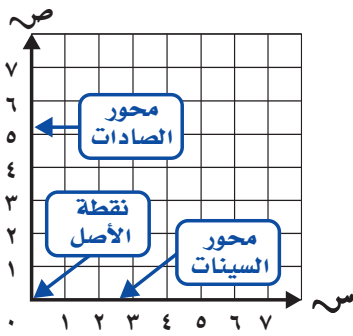 ص
٧
٦
محور
الصادات
٥
٤
٣
نقطة
الأصل
٢
محور
السينات
١
س
٠ ١ ٢ ٣ ٤ ٥ ٦ ٧